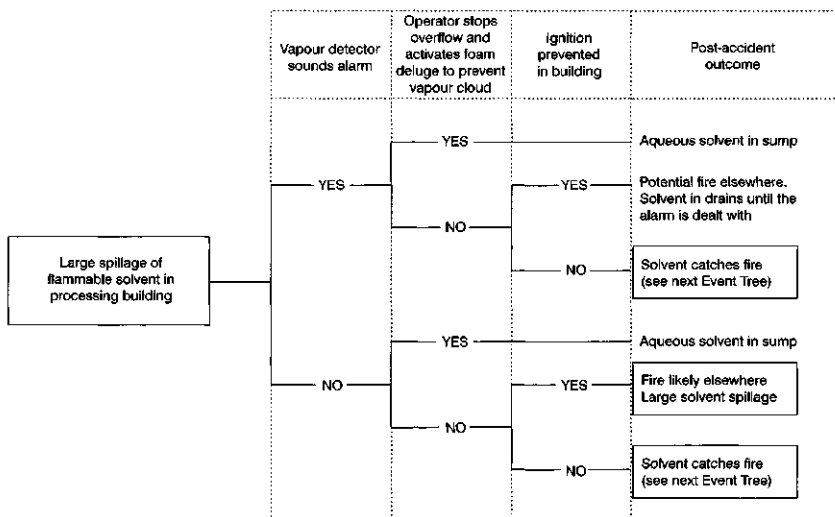 Vapour detector
sounds alarm
Operator stops
overflow and
activates foam
deluge to prevent
vapour cloud
Ignition
prevented
in building
Post-accident
outcome
YES
Aqueous solvent in sump
YES
YES
Potential fire elsewhere.
Solvent in drains until the
alarm is dealt with
NO
Large spillage of
flammable solvent in
processing building
NO
Solvent catches fire
(see next Event Tree)
YES
Aqueous solvent in sump
NO
YES
Fire likely elsewhere
Large solvent spillage
NO
NO
Solvent catches fire
(see next Event Tree)